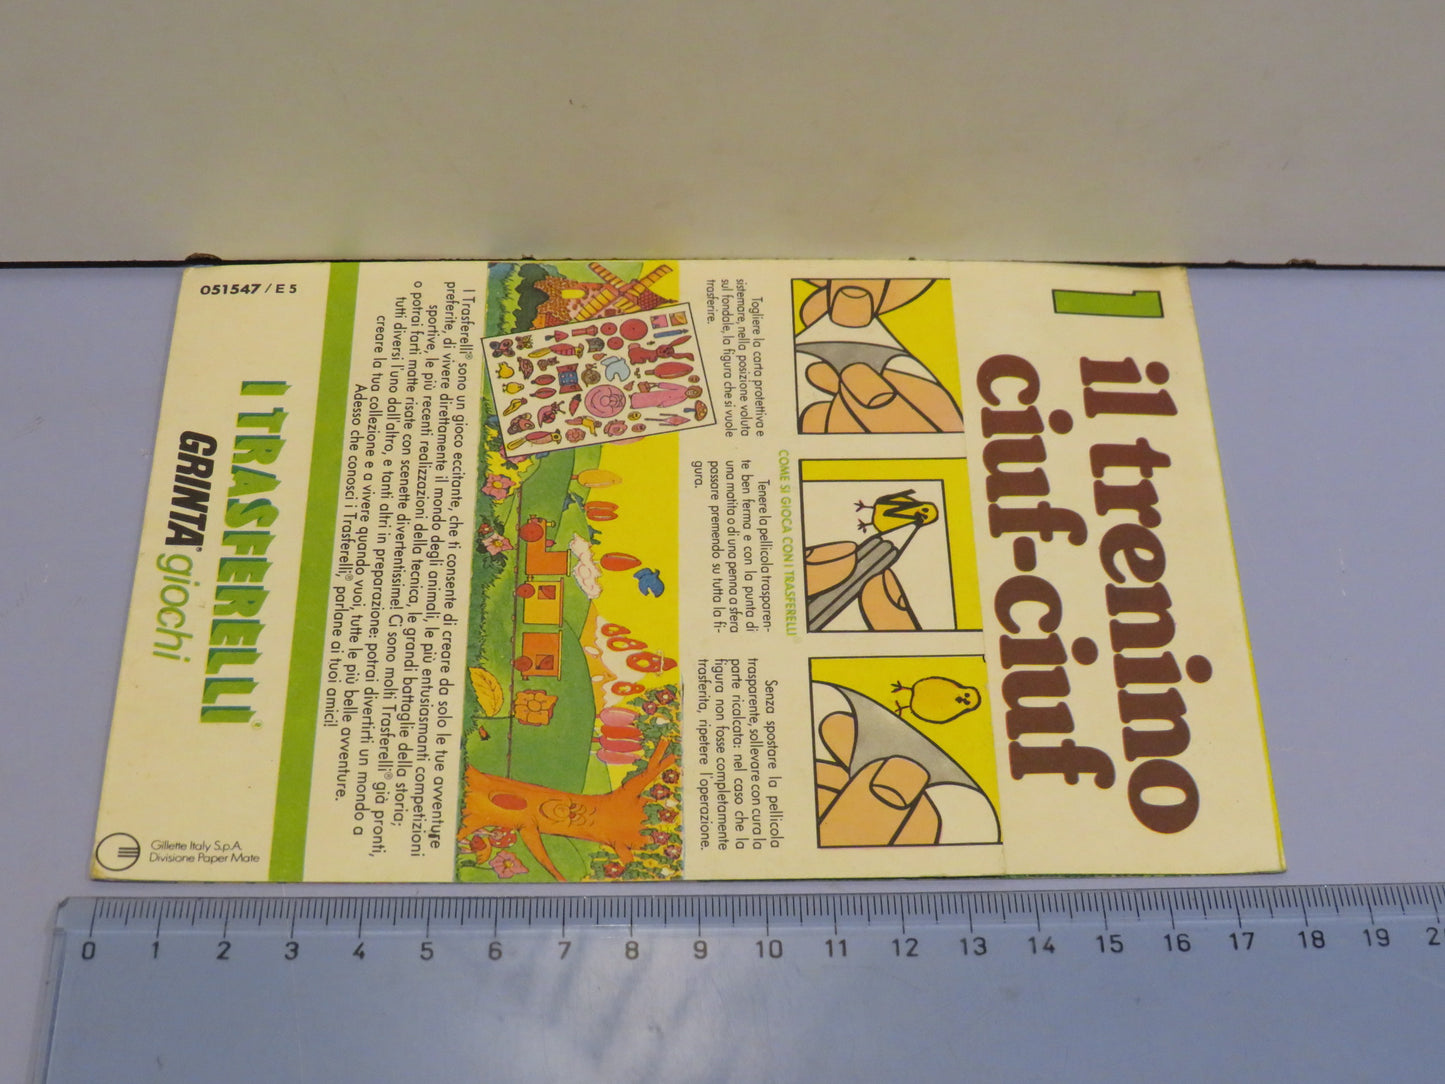 1
il trenino
ciuf-ciuf
COME SI GIOCA CON I TRASFERELLI®
Togliere la carta protettiva e
sistemare, nella posizione voluta
sul fondale, la figura che si vuole
trasferire.
Tenere la pellicola trasparen-
te ben ferma e con la punta di
una matita o di una penna a sfera
passare premendo su tutta la fi-
gura.
Senza spostare la pellicola
trasparente, sollevare con cura la
parte ricalcata: nel caso che la
figura non fosse completamente
trasferita, ripetere l'operazione.
I Trasferelli® sono un gioco eccitante, che ti consente di creare da solo le tue avventure
preferite, di vivere direttamente il mondo degli animali, le più entusiasmanti competizioni
sportive, le più recenti realizzazioni della tecnica, le grandi battaglie della storia;
o potrai farti matte risate con scenette divertentissime! Ci sono molti Trasferelli® già pronti,
tutti diversi l'uno dall'altro, e tanti altri in preparazione: potrai divertirti un mondo a
creare la tua collezione e a vivere quando vuoi, tutte le più belle avventure.
Adesso che conosci i Trasferelli®, parlane ai tuoi amici!
051547 / E 5
I TRASFERELLI®
GRINTA® giochi
Gillette Italy S.p.A.
Divisione Paper Mate
0 1 2 3 4 5 6 7 8 9 10 11 12 13 14 15 16 17 18 19 2